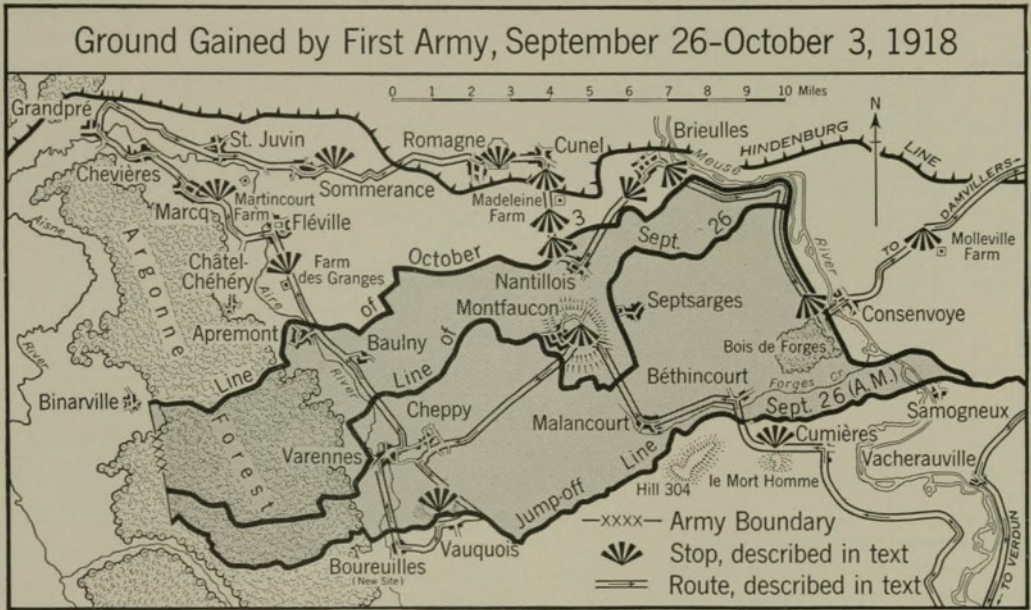 Ground Gained by First Army, September 26–October 3, 1918
0 1 2 3 4 5 6 7 8 9 10 Miles
N
Grandpré
St. Juvin
Romagne
Cunel
Brieulles
Meuse
HINDENBURG LINE
Chevières
Sommerance
Marcq
Martincourt
Farm
Madeleine
Farm
TO DAMVILLERS
Fléville
Molleville
Farm
Aisne
River
Argonne
Forest
Châtel-
Chéhéry
Farm
des Granges
Aire
River
Line of October 3
Nantillois
Line of Sept. 26
River
Montfaucon
Septsarges
Consenvoye
Apremont
Baulny
Bois de Forges
Binarville
Béthincourt
Forges Cr.
Cheppy
Malancourt
Jump-off Line Sept. 26 (A.M.)
Samogneux
Varennes
Cumières
Vacherauville
Hill 304
le Mort Homme
Vauquois
Boureuilles
(New Site)
TO VERDUN
XXXX Army Boundary
Stop, described in text
Route, described in text